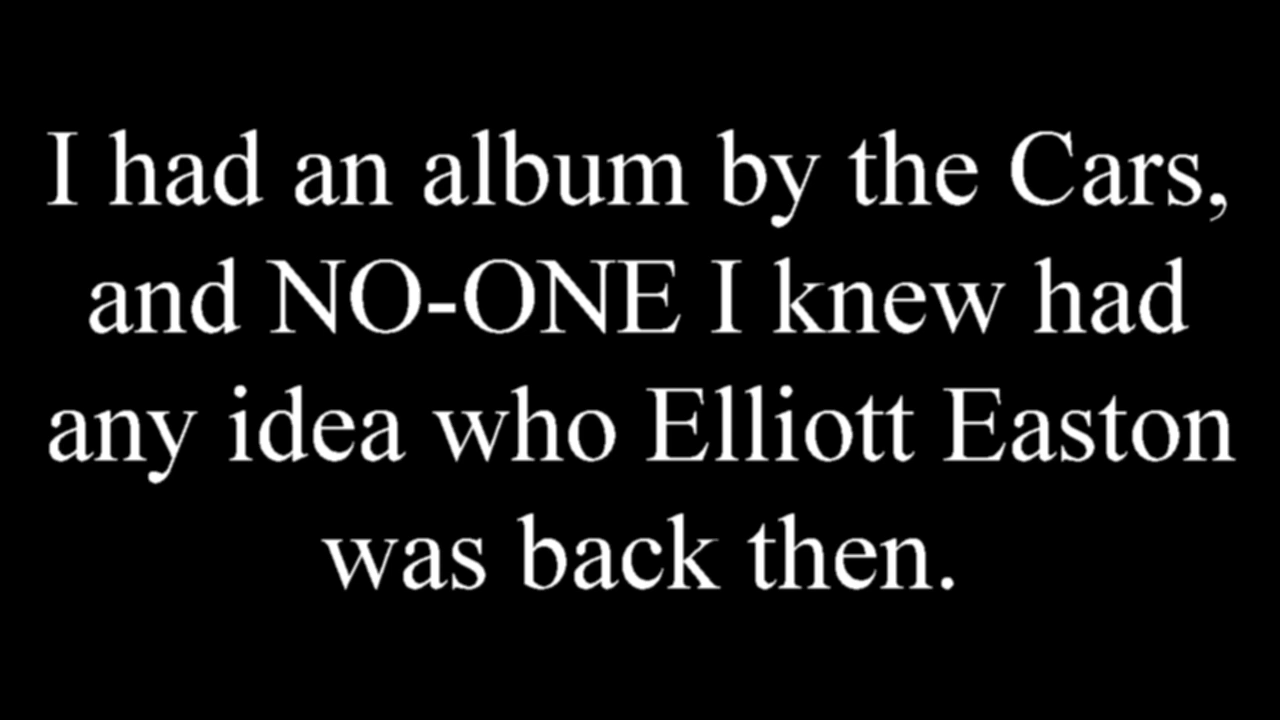 I had an album by the Cars,
and NO-ONE I knew had
any idea who Elliott Easton
was back then.